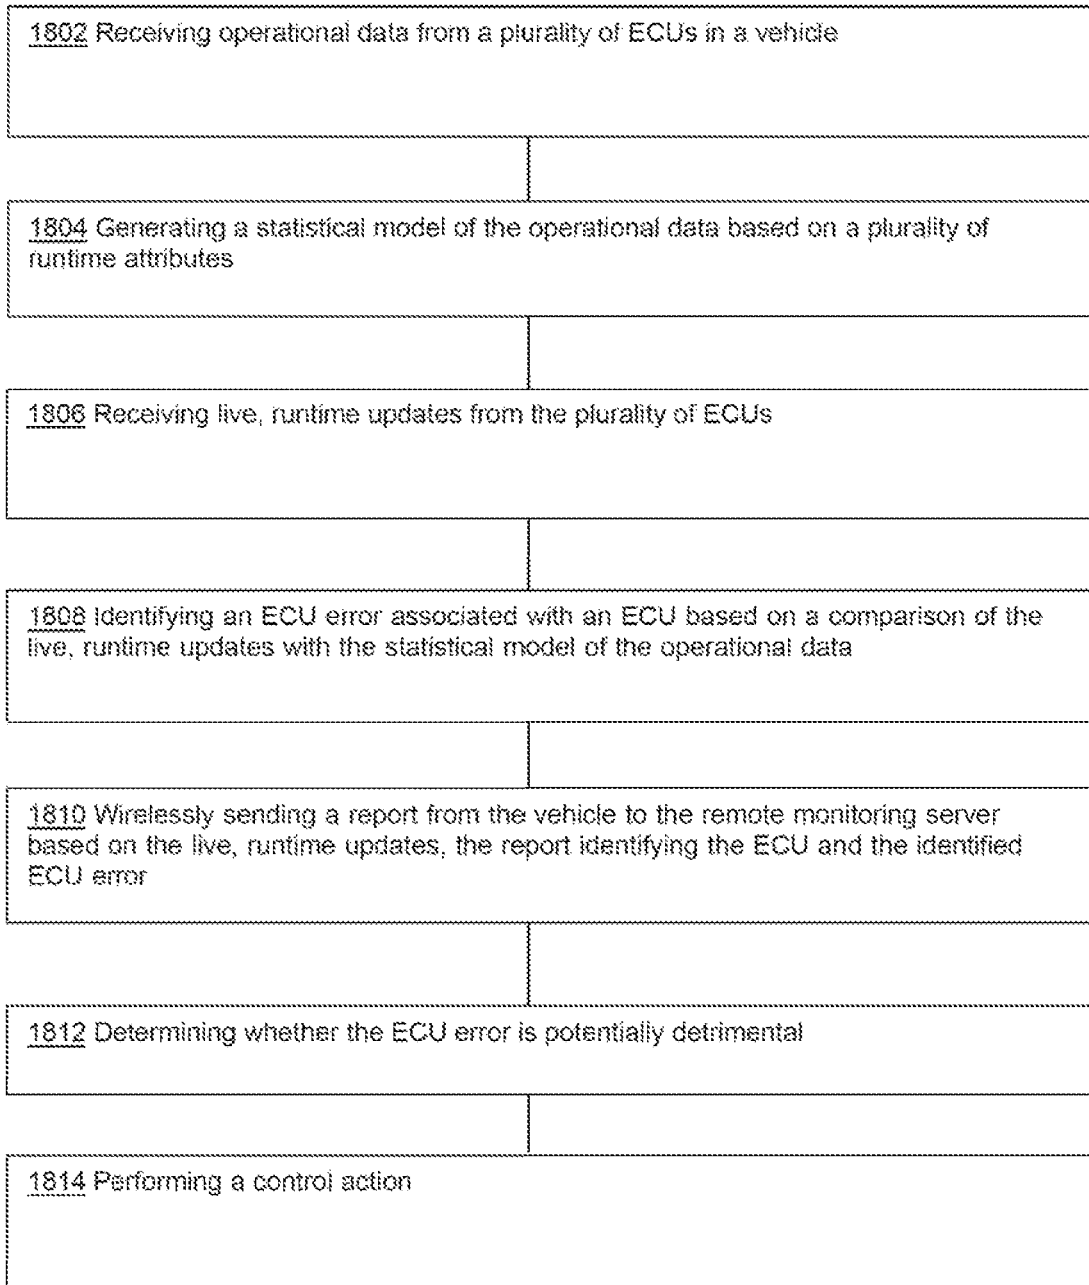 1802 Receiving operational data from a plurality of ECUs in a vehicle
1804 Generating a statistical model of the operational data based on a plurality of
runtime attributes
1806 Receiving live, runtime updates from the plurality of ECUs
1808 Identifying an ECU error associated with an ECU based on a comparison of the
live, runtime updates with the statistical model of the operational data
1810 Wirelessly sending a report from the vehicle to the remote monitoring server
based on the live, runtime updates, the report identifying the ECU and the identified
ECU error
1812 Determining whether the ECU error is potentially detrimental
1814 Performing a control action